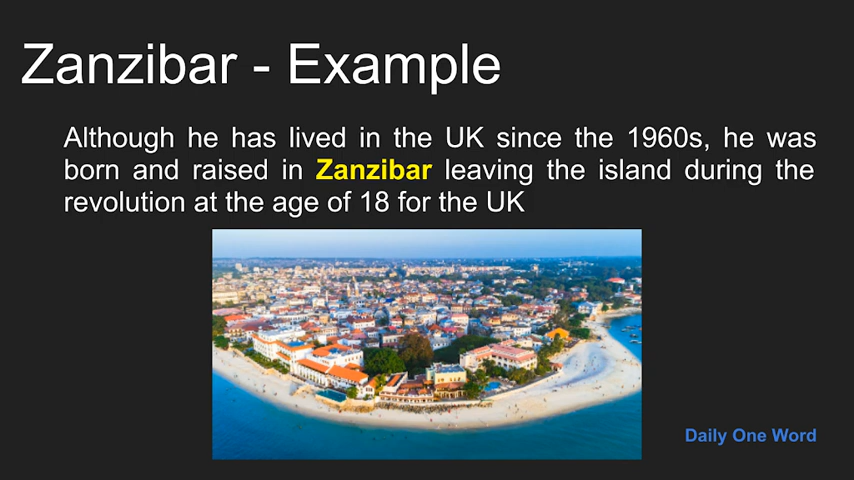 Zanzibar - Example
Although he has lived in the UK since the 1960s, he was
born and raised in Zanzibar leaving the island during the
revolution at the age of 18 for the UK
Daily One Word